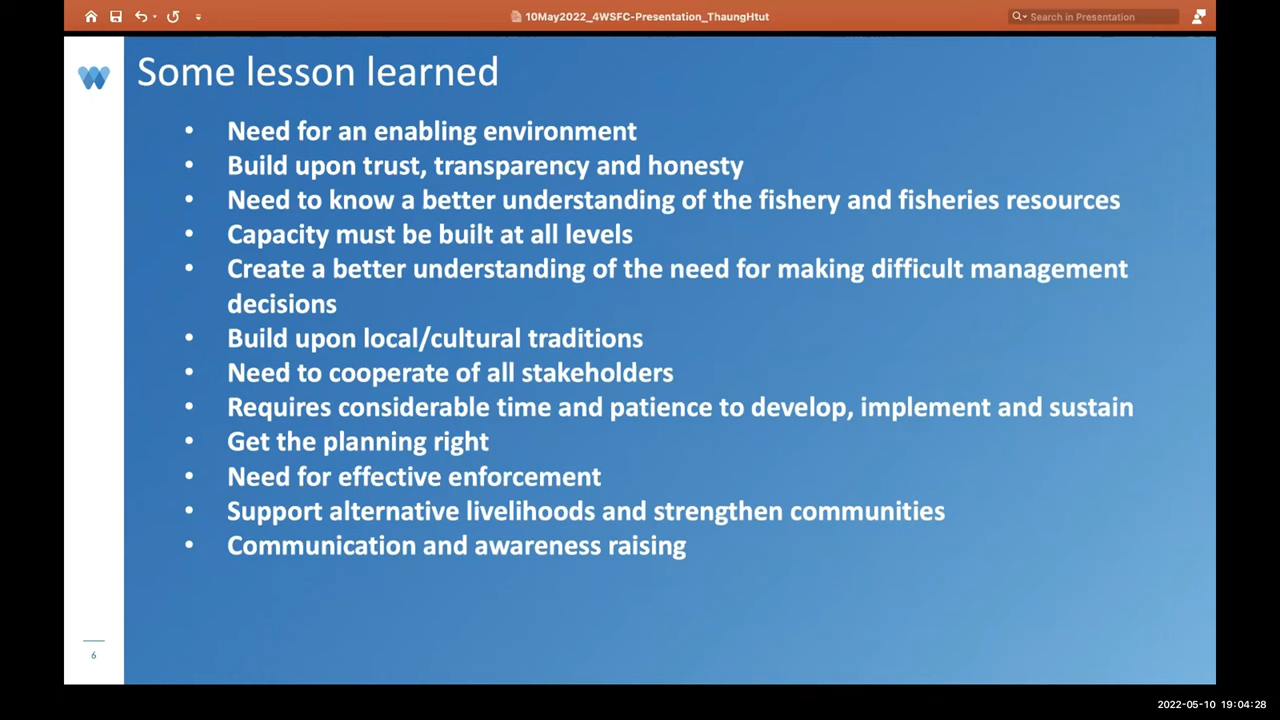 10May2022_4WSFC-Presentation_ThaungHtut
Search in Presentation
Some lesson learned
• Need for an enabling environment
• Build upon trust, transparency and honesty
• Need to know a better understanding of the fishery and fisheries resources
• Capacity must be built at all levels
• Create a better understanding of the need for making difficult management
decisions
• Build upon local/cultural traditions
• Need to cooperate of all stakeholders
• Requires considerable time and patience to develop, implement and sustain
• Get the planning right
• Need for effective enforcement
• Support alternative livelihoods and strengthen communities
• Communication and awareness raising
6
2022-05-10 19:04:28